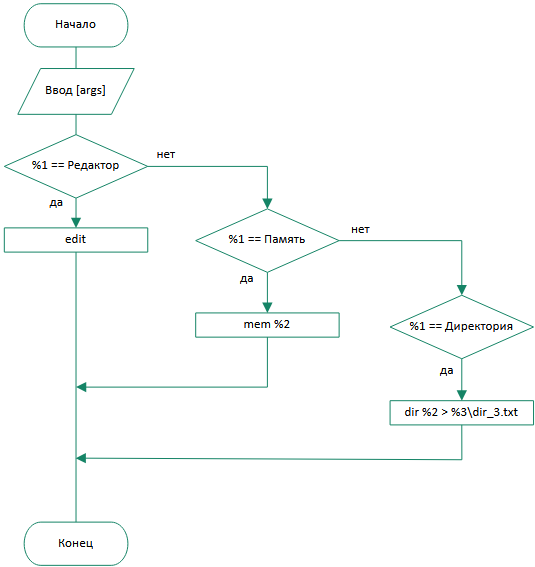 Начало
Ввод [args]
%1 == Редактор
нет
да
edit
%1 == Память
нет
да
mem %2
%1 == Директория
да
dir %2 > %3\dir_3.txt
Конец